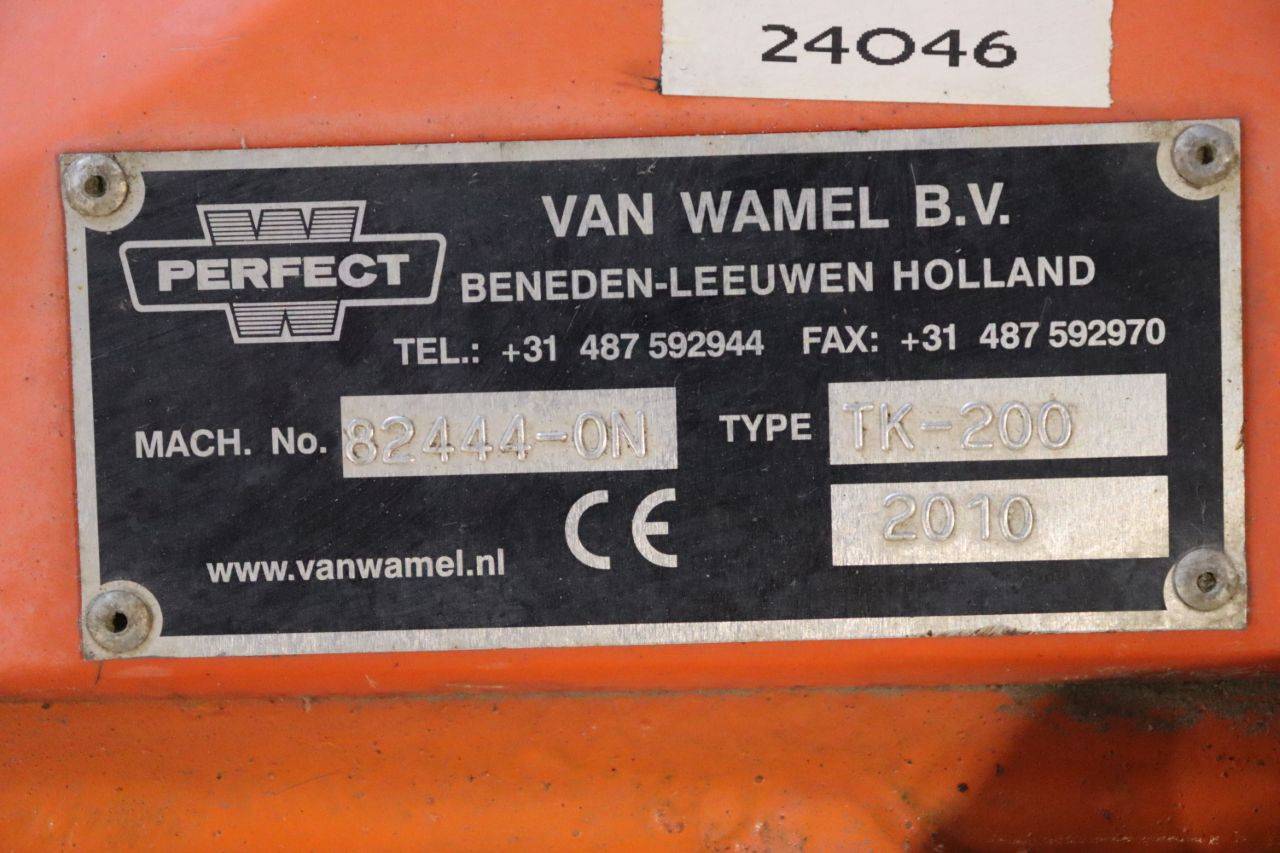 24046
VAN WAMEL B.V.
W
PERFECT
W
BENEDEN-LEEUWEN HOLLAND
TEL.: +31 487 592944 FAX: +31 487 592970
MACH. No. 82444-0N TYPE TK-200
CE 2010
www.vanwamel.nl